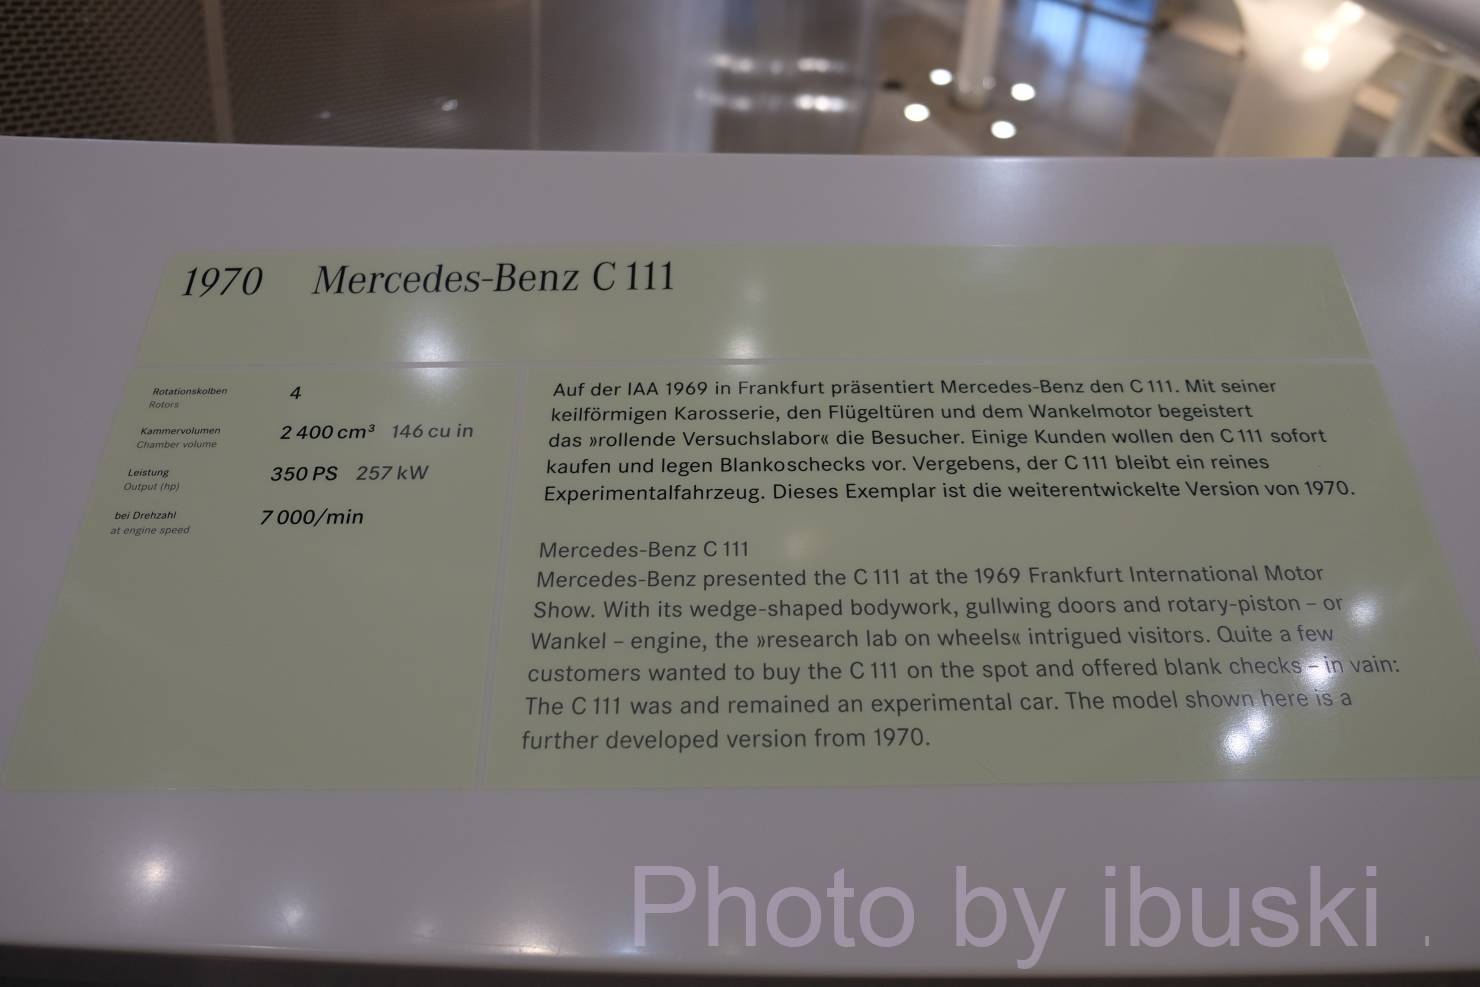 1970 Mercedes-Benz C 111
Rotationskolben 4
Rotors
Kammervolumen 2 400 cm³ 146 cu in
Chamber volume
Leistung 350 PS 257 kW
Output (hp)
bei Drehzahl 7 000/min
at engine speed
Auf der IAA 1969 in Frankfurt präsentiert Mercedes-Benz den C 111. Mit seiner
keilförmigen Karosserie, den Flügeltüren und dem Wankelmotor begeistert
das »rollende Versuchslabor« die Besucher. Einige Kunden wollen den C 111 sofort
kaufen und legen Blankoschecks vor. Vergebens, der C 111 bleibt ein reines
Experimentalfahrzeug. Dieses Exemplar ist die weiterentwickelte Version von 1970.
Mercedes-Benz C 111
Mercedes-Benz presented the C 111 at the 1969 Frankfurt International Motor
Show. With its wedge-shaped bodywork, gullwing doors and rotary-piston – or
Wankel – engine, the »research lab on wheels« intrigued visitors. Quite a few
customers wanted to buy the C 111 on the spot and offered blank checks – in vain:
The C 111 was and remained an experimental car. The model shown here is a
further developed version from 1970.
Photo by ibuski